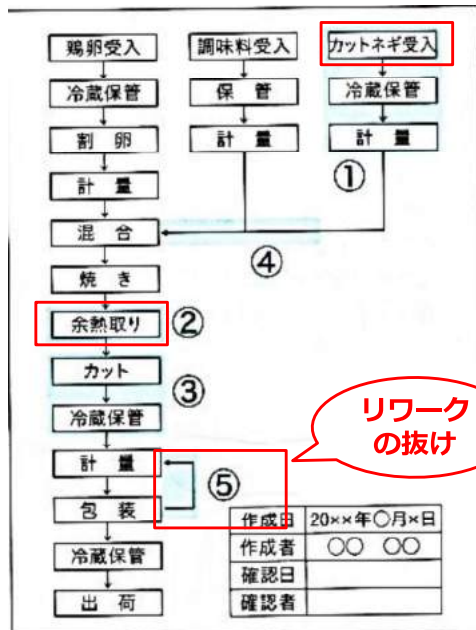 鶏卵受入
冷蔵保管
割卵
計量
混合
焼き
余熱取り
②
カット
③
冷蔵保管
計量
⑤
包装
冷蔵保管
出荷
調味料受入
保管
計量
カットネギ受入
冷蔵保管
計量
①
④
リワーク
の抜け
作成日 20××年○月×日
作成者 ○○ ○○
確認日
確認者